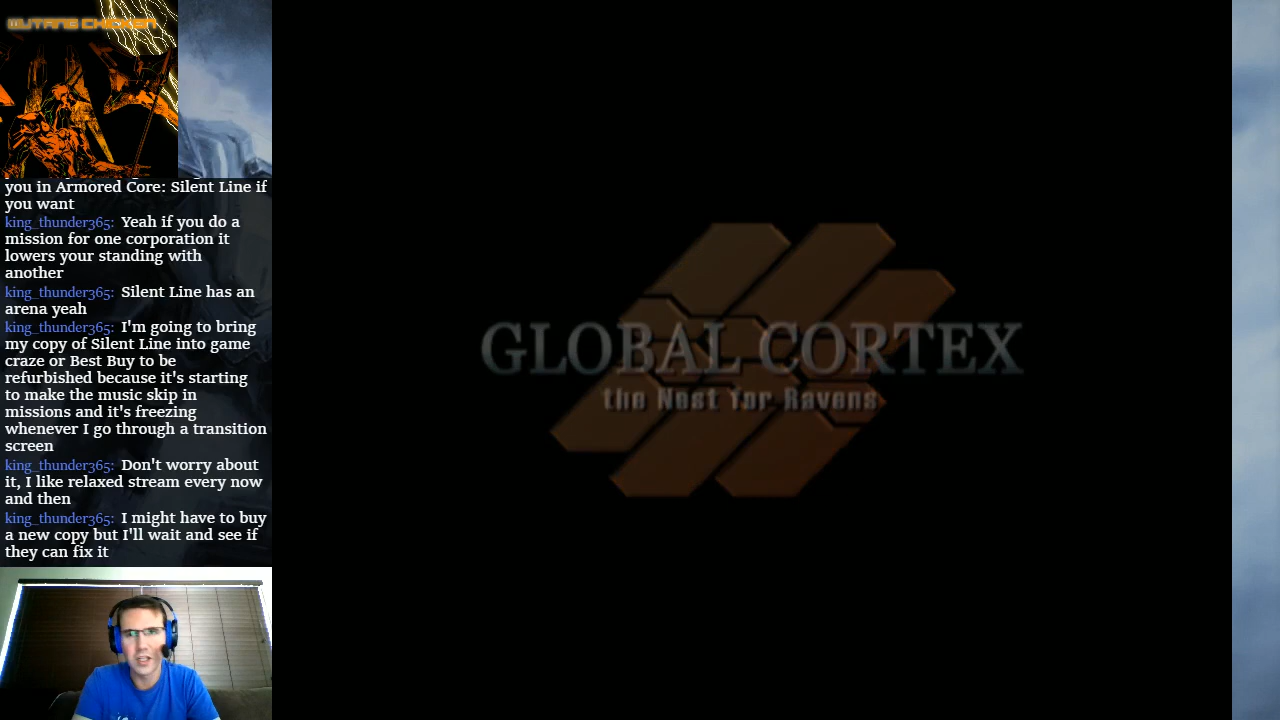 WUTANG CHICKEN
you in Armored Core: Silent Line if
you want
king_thunder365: Yeah if you do a
mission for one corporation it
lowers your standing with
another
king_thunder365: Silent Line has an
arena yeah
king_thunder365: I'm going to bring
my copy of Silent Line into game
craze or Best Buy to be
refurbished because it's starting
to make the music skip in
missions and it's freezing
whenever I go through a transition
screen
king_thunder365: Don't worry about
it, I like relaxed stream every now
and then
king_thunder365: I might have to buy
a new copy but I'll wait and see if
they can fix it
GLOBAL CORTEX
the Nest for Ravens